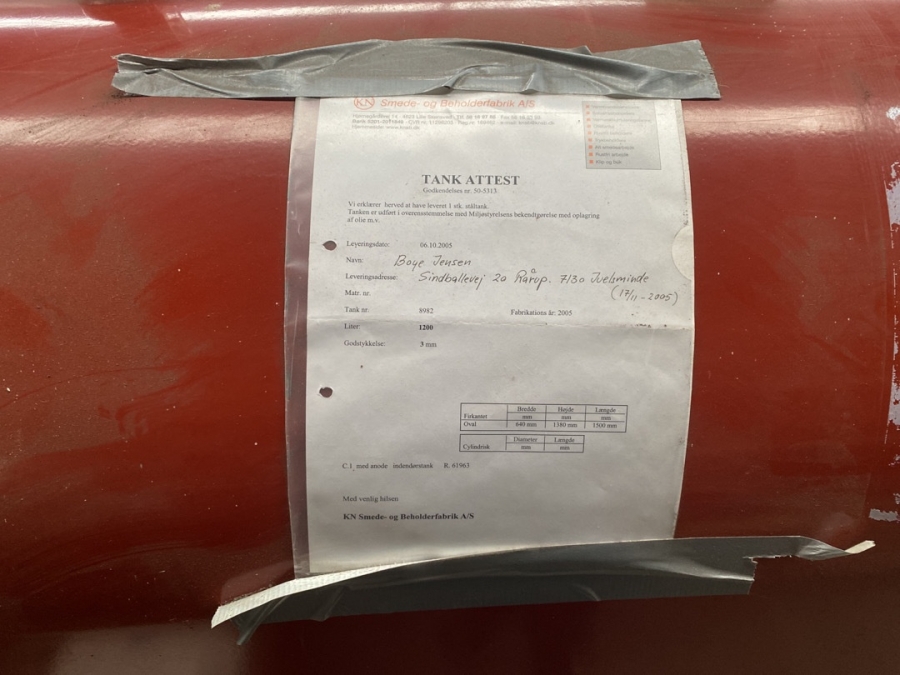 KN Smede- og Beholderfabrik A/S
TANK ATTEST
Godkendelses nr. 50-5313.
Vi erklærer herved at have leveret 1 stk. ståltank.
Tanken er udført i overensstemmelse med Miljøstyrelsens bekendtgørelse med oplagring
af olie m.v.
Leveringsdato: 06.10.2005
Navn: Boye Jensen
Leveringsadresse: Sindballevej 20 Rårup. 7130 Juelsminde
Matr. nr. (17/11-2005)
Tank nr. 8982 Fabrikations år: 2005
Liter: 1200
Godstykkelse: 3 mm
Bredde Højde Længde
Firkantet mm mm mm
Oval 840 mm 1380 mm 1500 mm
Diameter Længde
Cylindrisk mm mm
C.1. med anode indendørstank R. 61963
Med venlig hilsen
KN Smede- og Beholderfabrik A/S